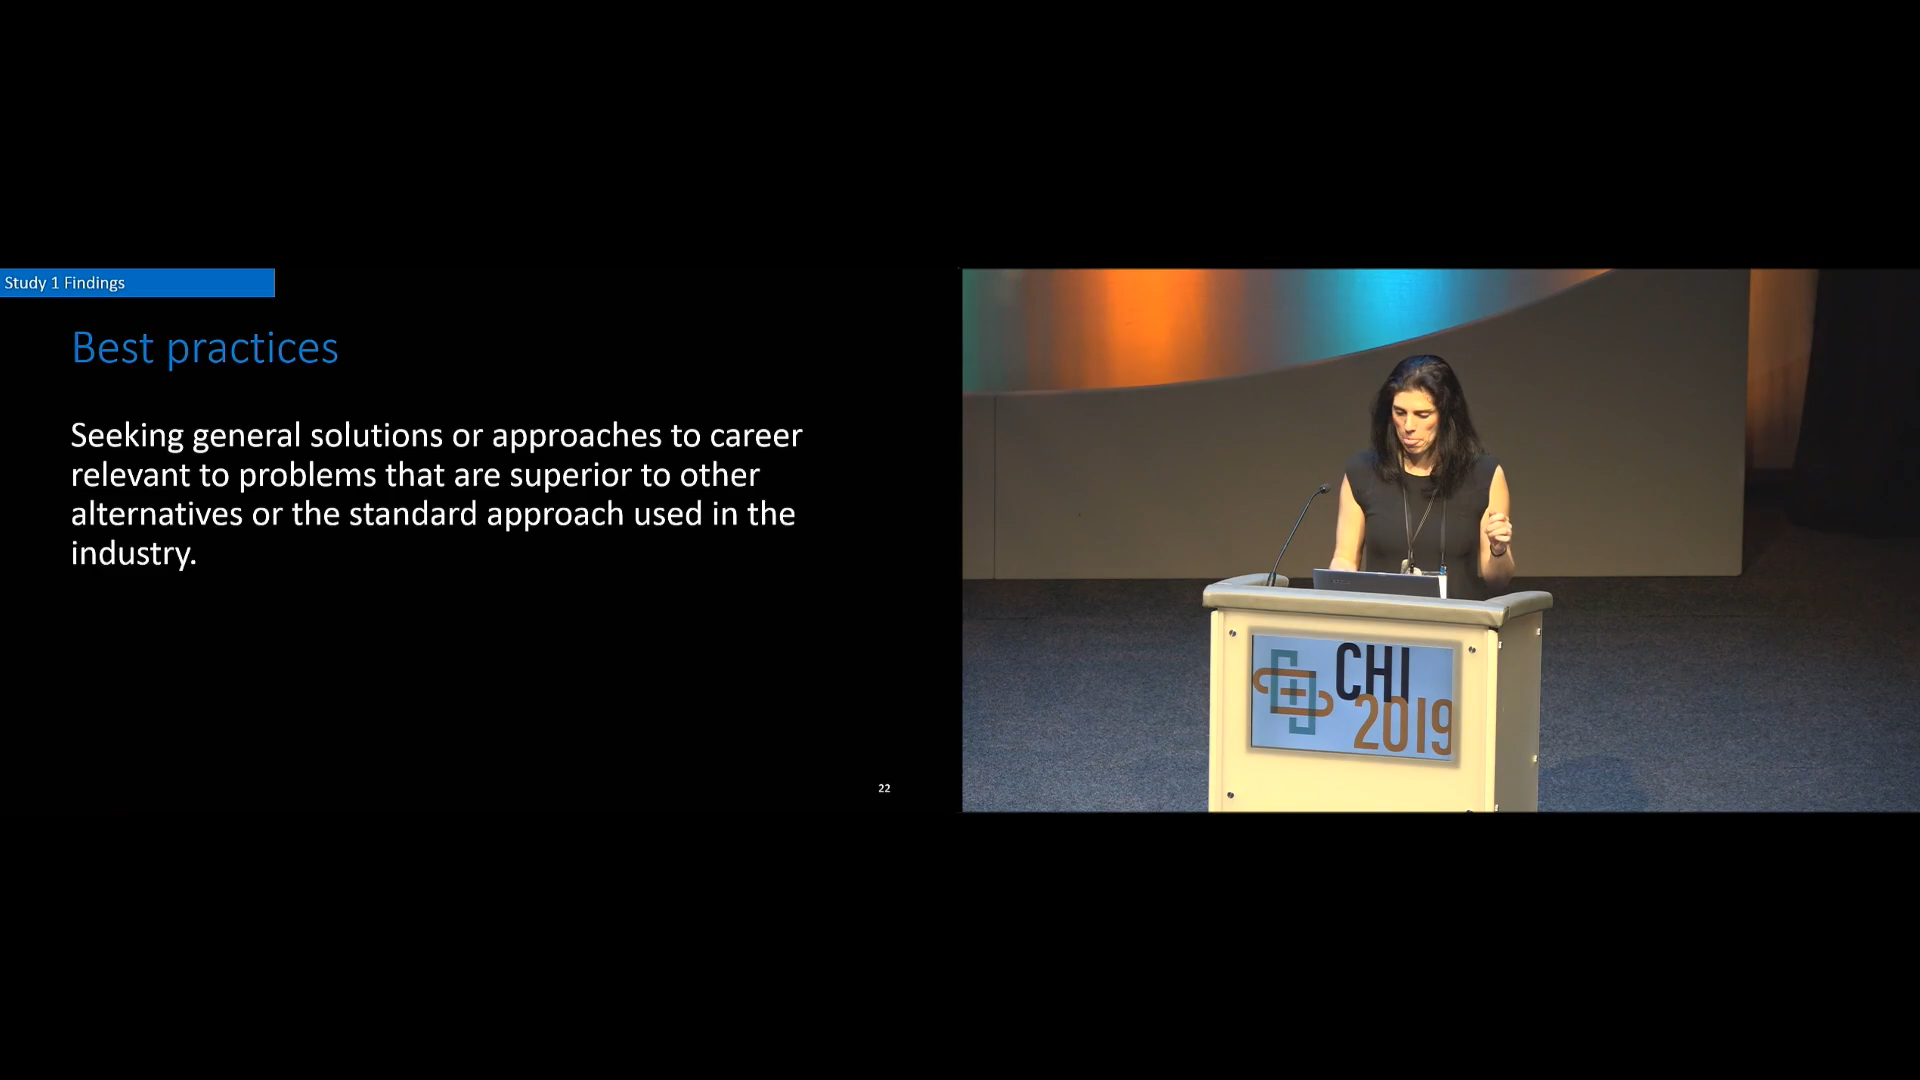 Study 1 Findings
Best practices
Seeking general solutions or approaches to career
relevant to problems that are superior to other
alternatives or the standard approach used in the
industry.
22
CHI
2019